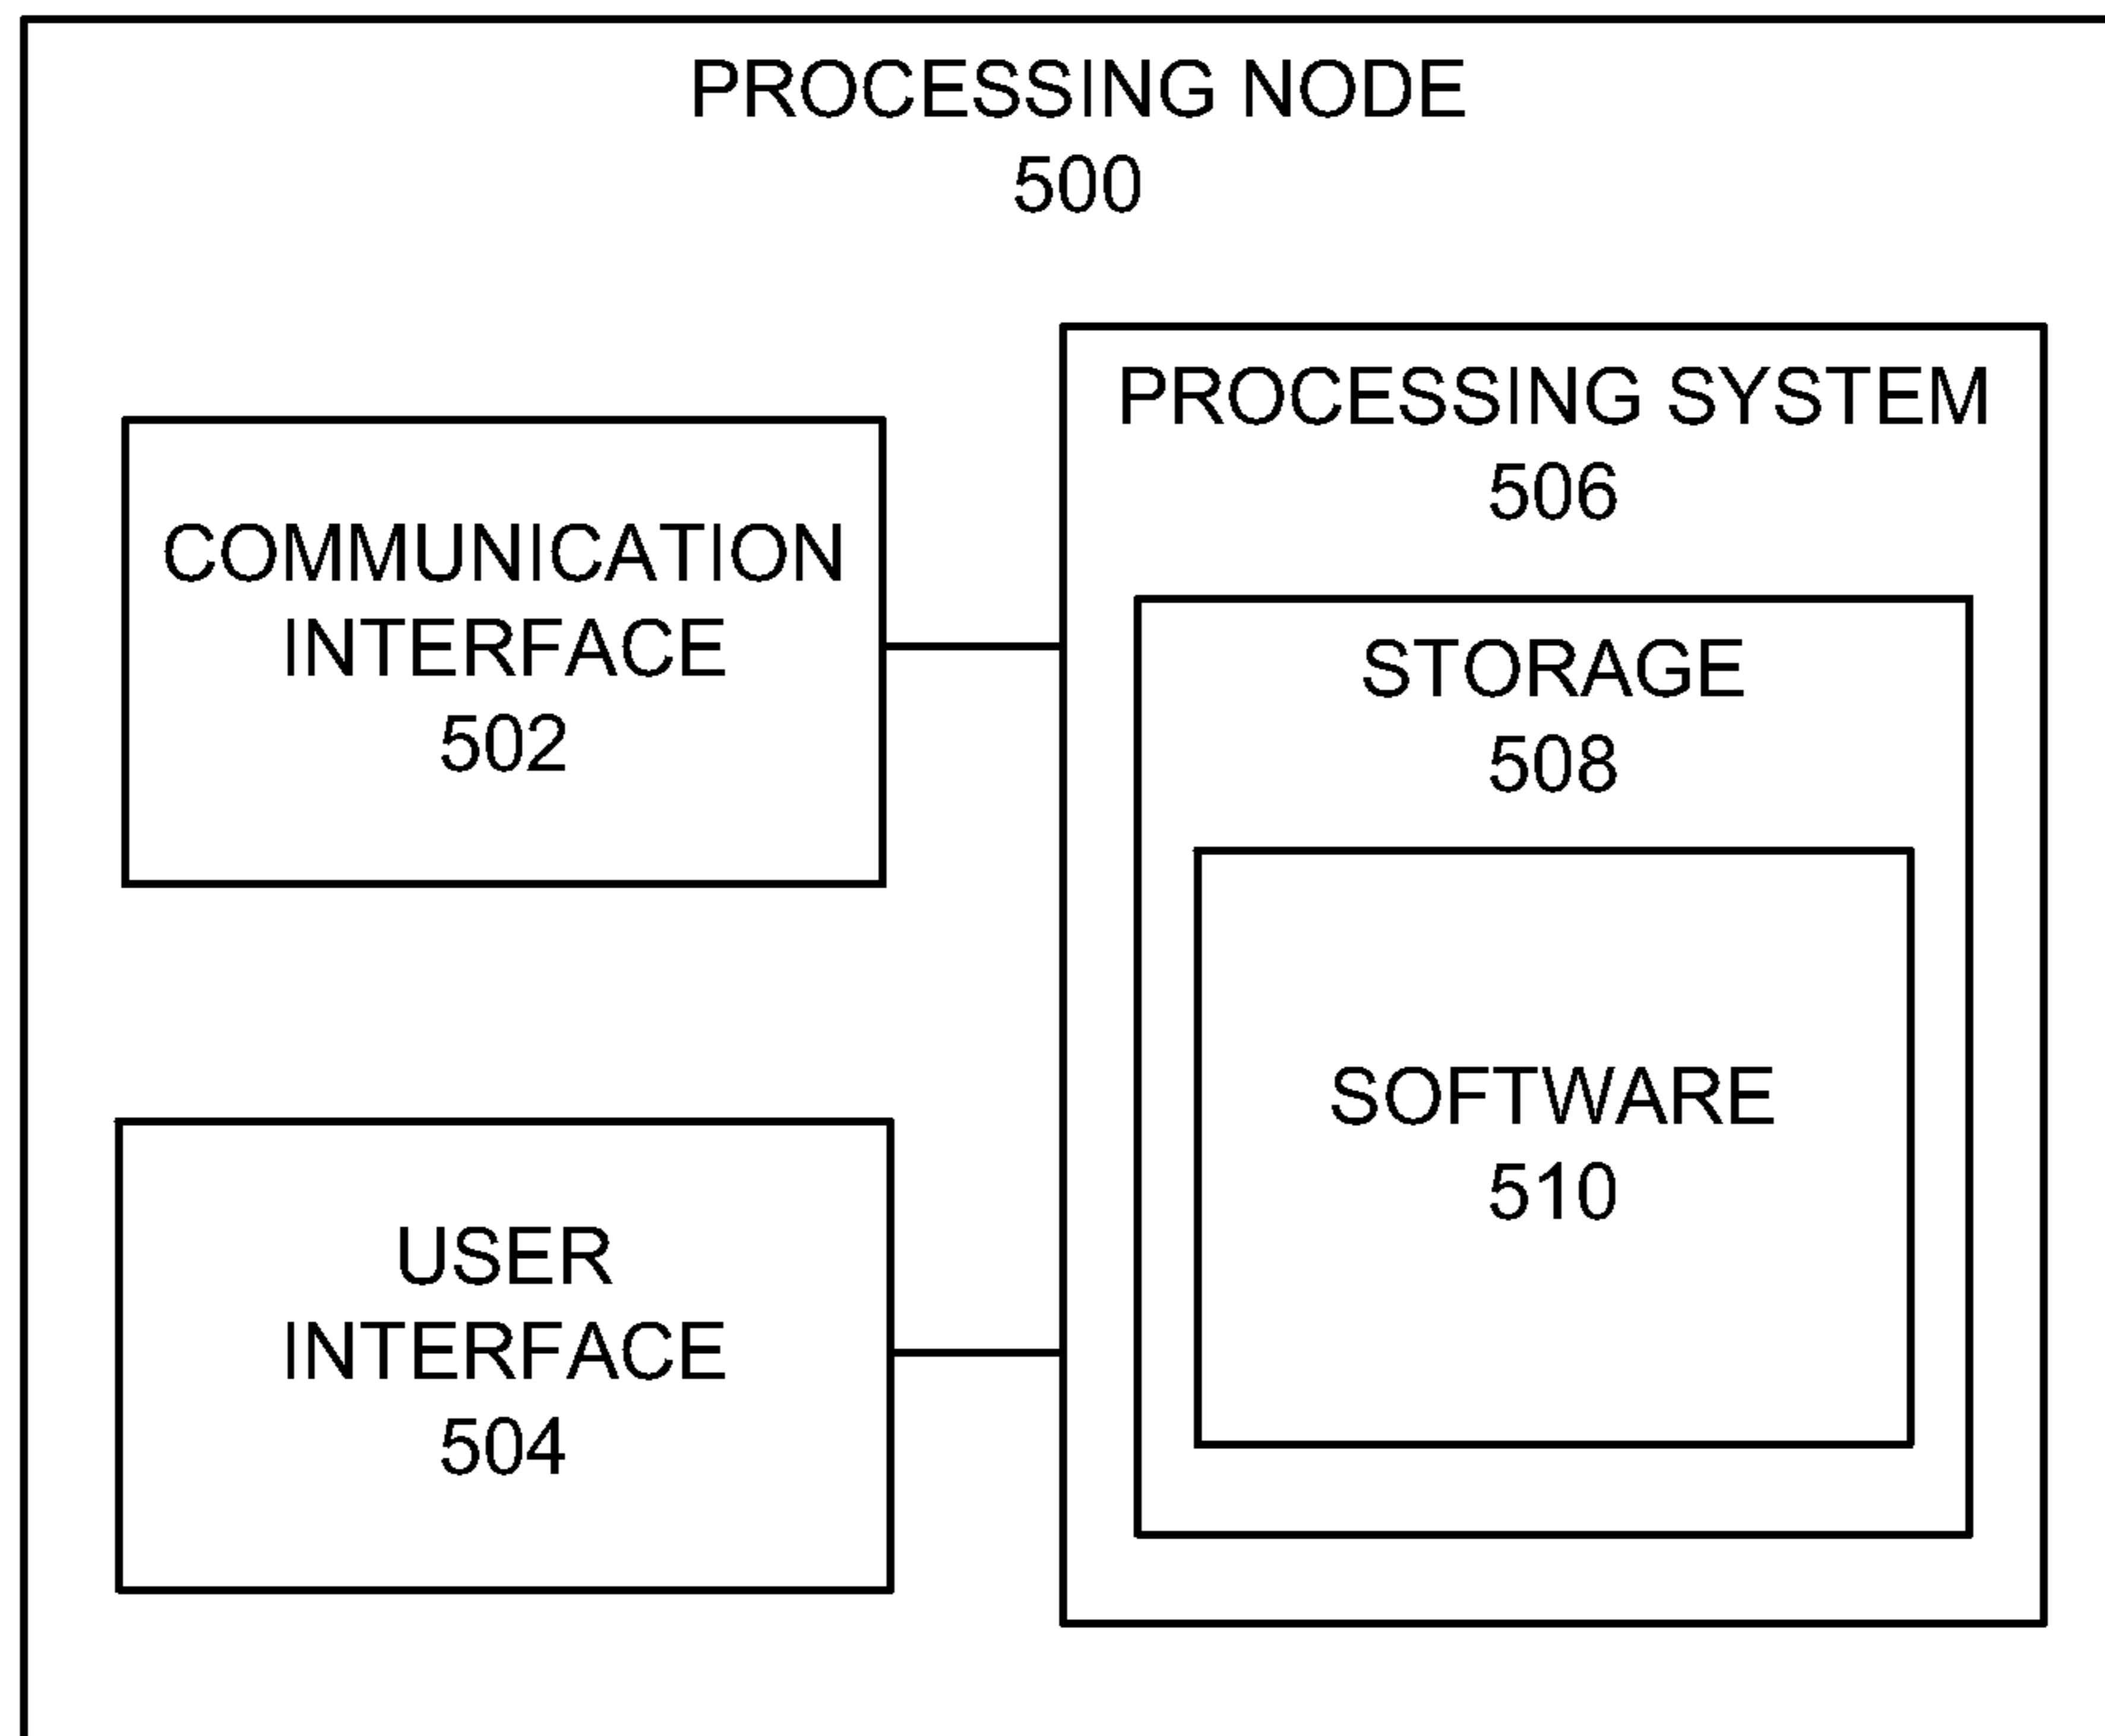 PROCESSING NODE
500
COMMUNICATION
INTERFACE
502
USER
INTERFACE
504
PROCESSING SYSTEM
506
STORAGE
508
SOFTWARE
510